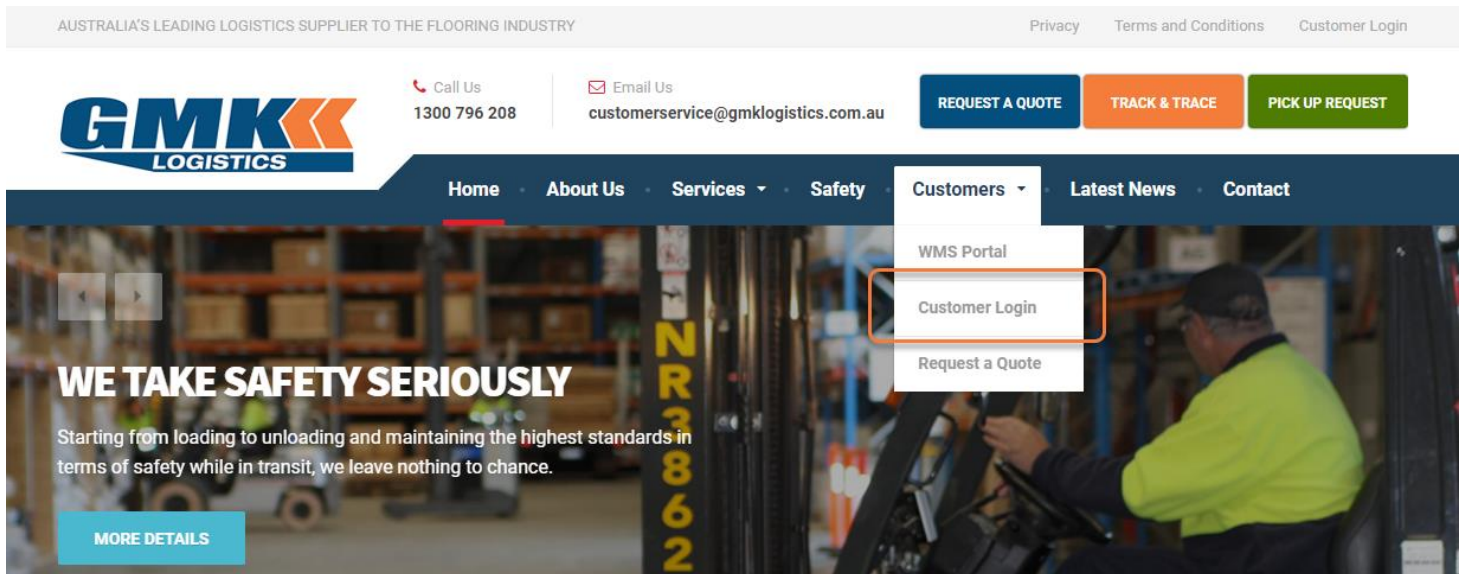 AUSTRALIA'S LEADING LOGISTICS SUPPLIER TO THE FLOORING INDUSTRY
Privacy Terms and Conditions Customer Login
GMK
LOGISTICS
Call Us
1300 796 208
Email Us
customerservice@gmklogistics.com.au
REQUEST A QUOTE
TRACK & TRACE
PICK UP REQUEST
Home About Us Services Safety Customers Latest News Contact
WMS Portal
Customer Login
Request a Quote
WE TAKE SAFETY SERIOUSLY
Starting from loading to unloading and maintaining the highest standards in
terms of safety while in transit, we leave nothing to chance.
MORE DETAILS
NR3862